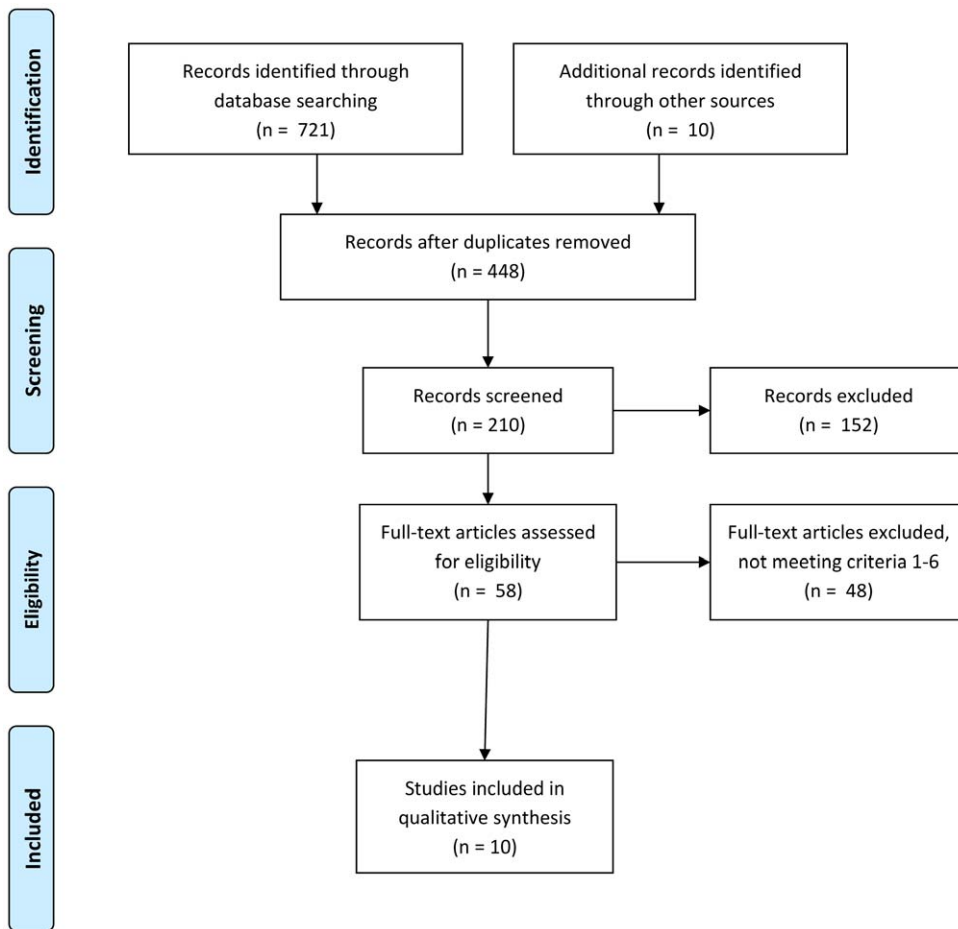 Identification
Records identified through
database searching
(n = 721)
Additional records identified
through other sources
(n = 10)
Records after duplicates removed
(n = 448)
Screening
Records screened
(n = 210)
Records excluded
(n = 152)
Eligibility
Full-text articles assessed
for eligibility
(n = 58)
Full-text articles excluded,
not meeting criteria 1-6
(n = 48)
Included
Studies included in
qualitative synthesis
(n = 10)